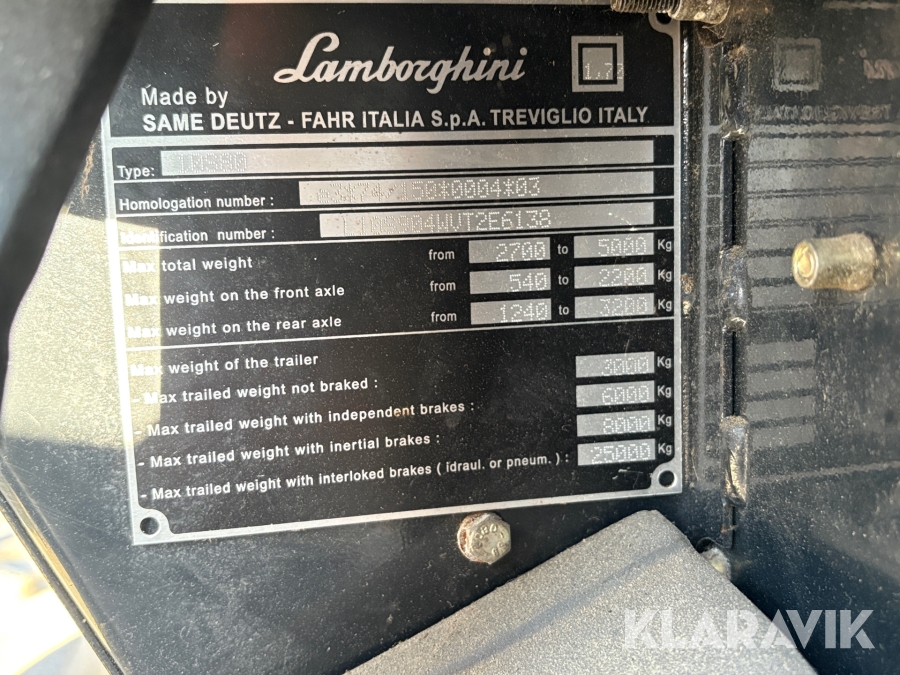 Lamborghini
Made by
SAME DEUTZ - FAHR ITALIA S.p.A. TREVIGLIO ITALY
Type:
Homologation number :
Identification number :
Max total weight from 2700 to 5000 Kg
Max weight on the front axle from 540 to 2200 Kg
Max weight on the rear axle from 1240 to 3200 Kg
Max weight of the trailer
- Max trailed weight not braked : 3000 Kg
- Max trailed weight with independent brakes : 6000 Kg
- Max trailed weight with inertial brakes : 8000 Kg
- Max trailed weight with interloked brakes ( idraul. or pneum. ) : 25000 Kg
KLARAVIK